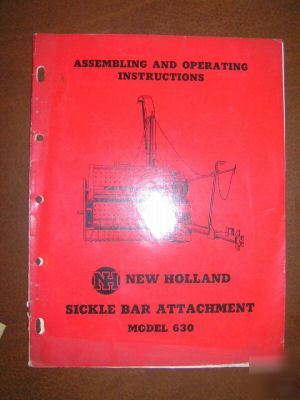 ASSEMBLING AND OPERATING
INSTRUCTIONS
NH NEW HOLLAND
SICKLE BAR ATTACHMENT
MODEL 630